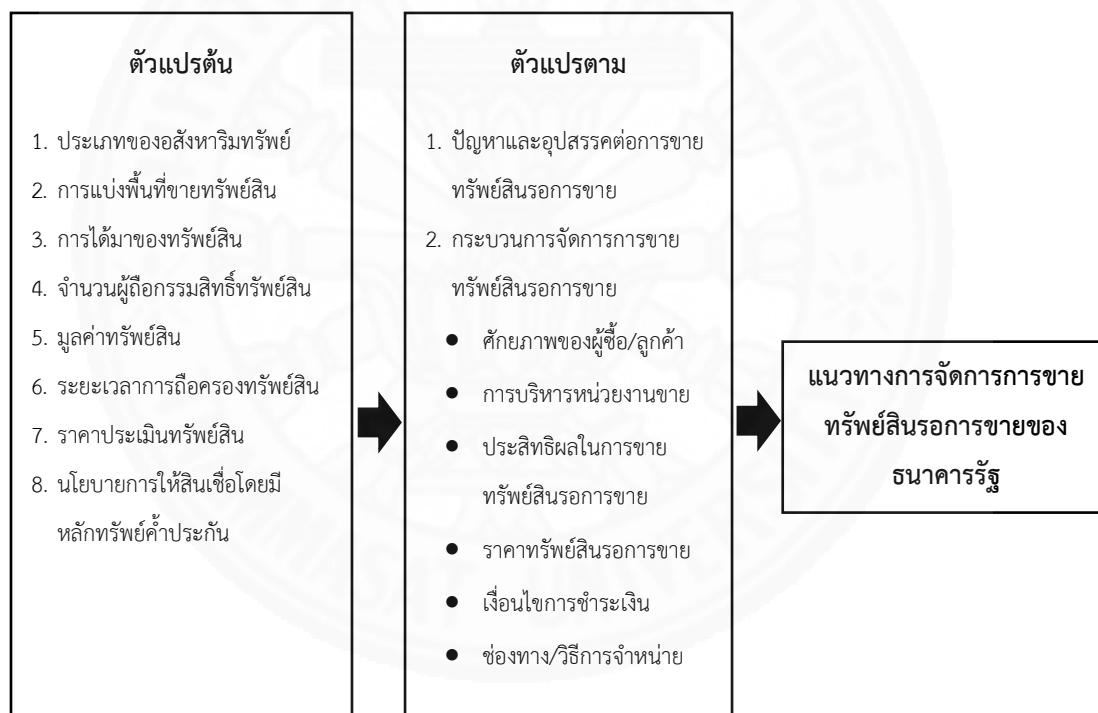 ตัวแปรต้น
1. ประเภทของอสังหาริมทรัพย์
2. การแบ่งพื้นที่ขายทรัพย์สิน
3. การได้มาของทรัพย์สิน
4. จำนวนผู้ถือกรรมสิทธิ์ทรัพย์สิน
5. มูลค่าทรัพย์สิน
6. ระยะเวลาการถือครองทรัพย์สิน
7. ราคาประเมินทรัพย์สิน
8. นโยบายการให้สินเชื่อโดยมี
หลักทรัพย์ค้ำประกัน
ตัวแปรตาม
1. ปัญหาและอุปสรรคต่อการขาย
ทรัพย์สินรอการขาย
2. กระบวนการจัดการการขาย
ทรัพย์สินรอการขาย
● ศักยภาพของผู้ซื้อ/ลูกค้า
● การบริหารหน่วยงานขาย
● ประสิทธิผลในการขาย
ทรัพย์สินรอการขาย
● ราคาทรัพย์สินรอการขาย
● เงื่อนไขการชำระเงิน
● ช่องทาง/วิธีการจำหน่าย
แนวทางการจัดการการขาย
ทรัพย์สินรอการขายของ
ธนาคารรัฐ